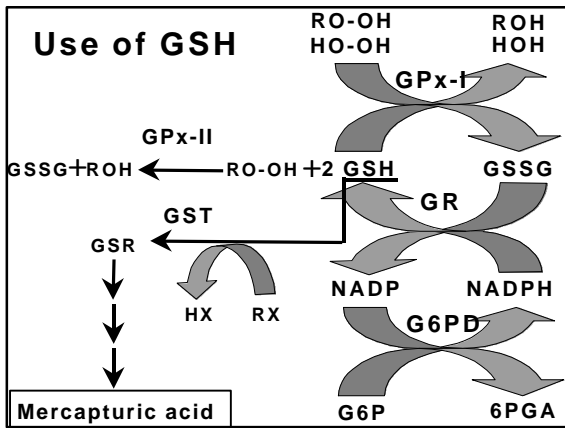 Use of GSH
RO-OH ROH
HO-OH HOH
GPx-I
GPx-II
GSSG+ROH RO-OH +2 GSH GSSG
GR
GST
GSR
NADP NADPH
HX RX
G6PD
Mercapturic acid
G6P 6PGA